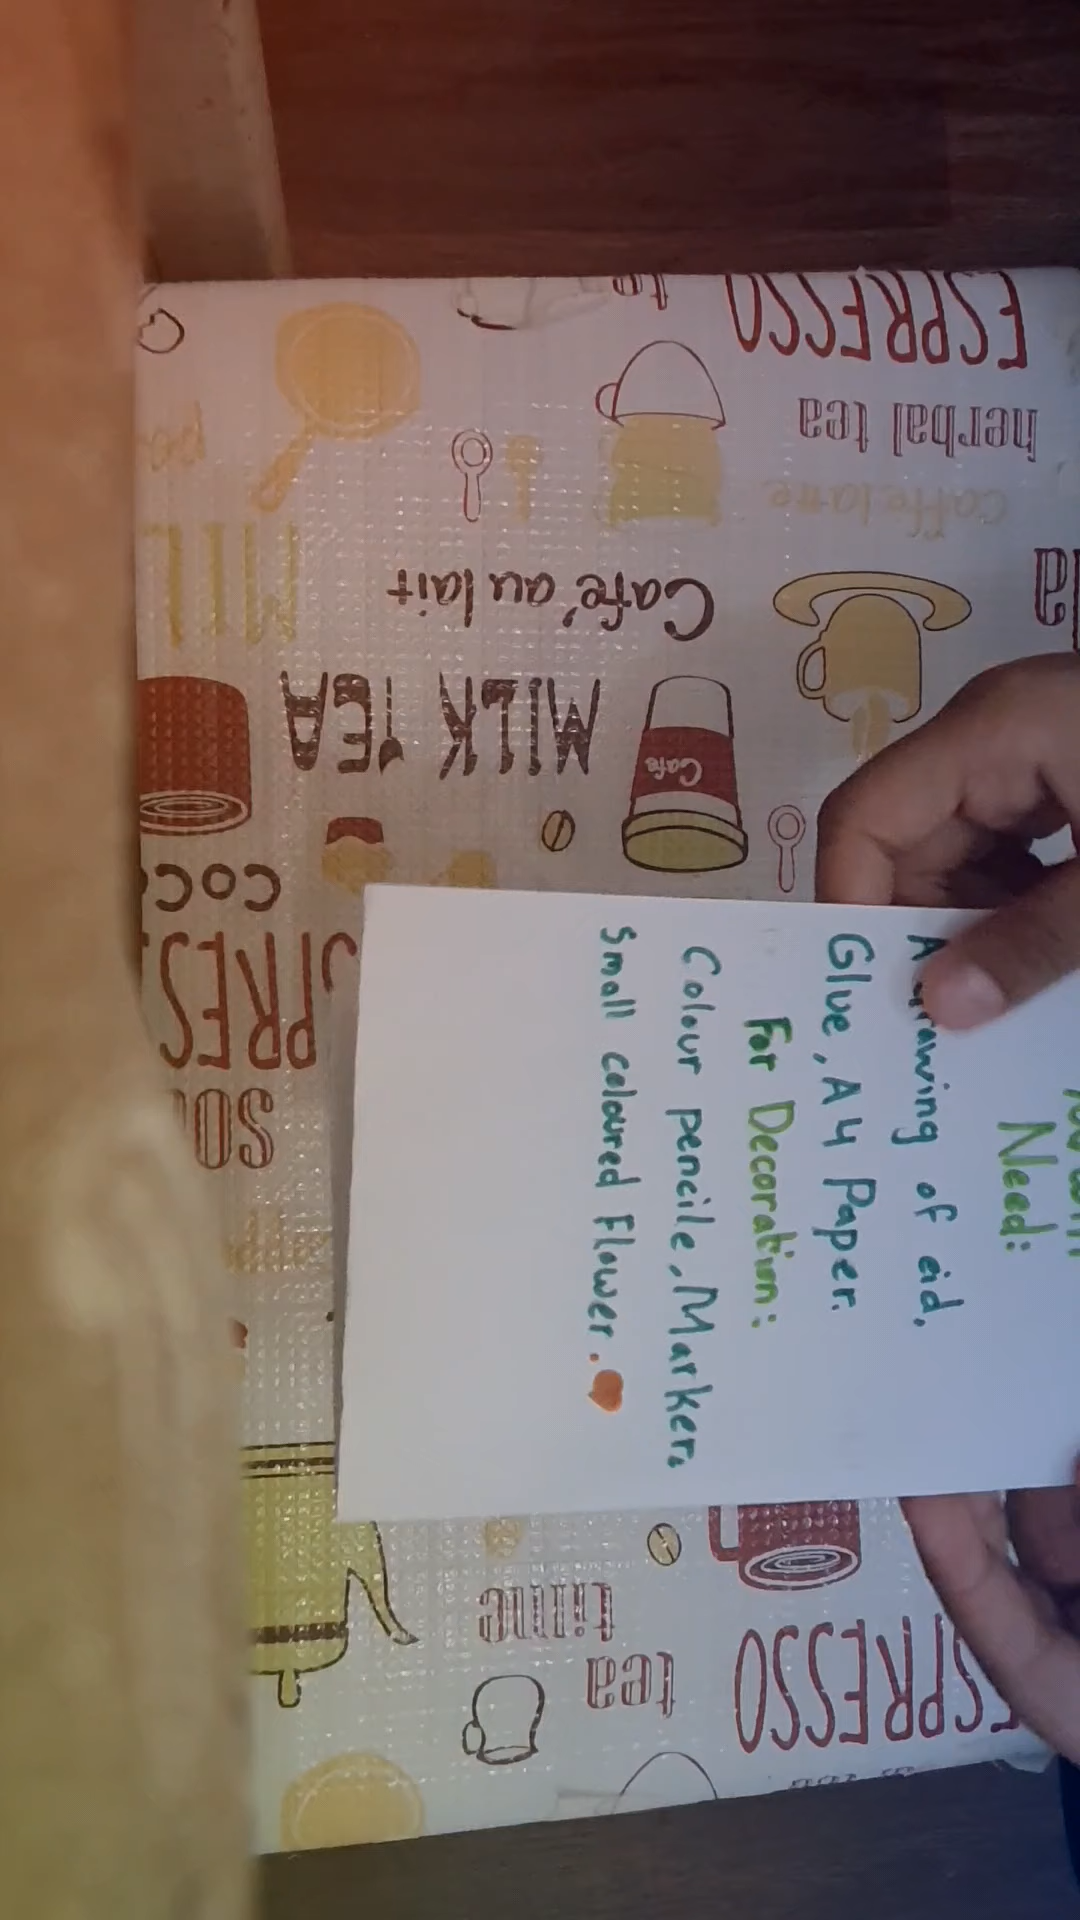 Need:
A drawing of eid,
Glue, A4 Paper.
For Decoration:
Colour pencile, Marker,
Small coloured Flower.
ESPRESSO
herbal tea
caffe latte
Café au lait
MILK TEA
Cafe
tea
time
ESPRESSO